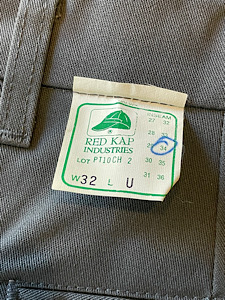 INSEAM
27 32
28 33
29 34
RED KAP
INDUSTRIES
LOT PT10CH 2
30 35
31 36
W32 L U